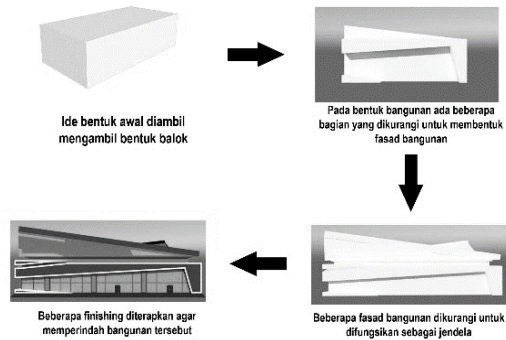 Ide bentuk awal diambil
mengambil bentuk balok
Pada bentuk bangunan ada beberapa
bagian yang dikurangi untuk membentuk
fasad bangunan
Beberapa fasad bangunan dikurangi untuk
difungsikan sebagai jendela
Beberapa finishing diterapkan agar
memperindah bangunan tersebut